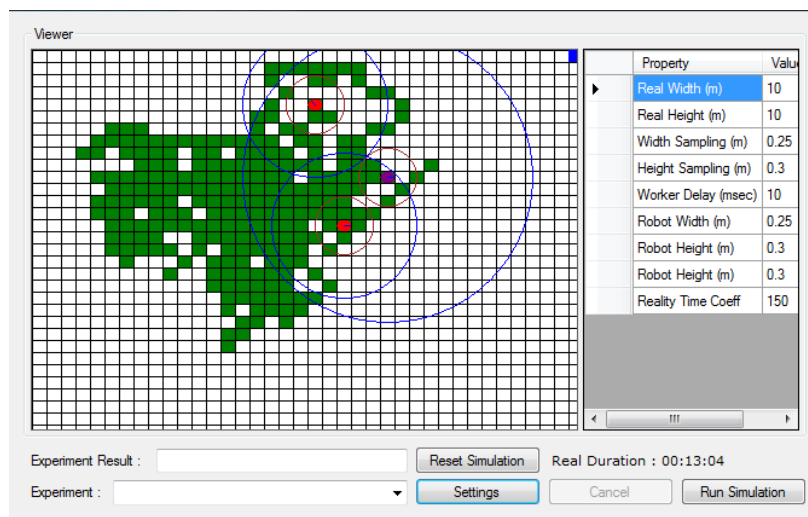 Viewer
Property Valu
Real Width (m) 10
Real Height (m) 10
Width Sampling (m) 0.25
Height Sampling (m) 0.3
Worker Delay (msec) 10
Robot Width (m) 0.25
Robot Height (m) 0.3
Robot Height (m) 0.3
Reality Time Coeff 150
Experiment Result : Reset Simulation Real Duration : 00:13:04
Experiment : Settings Cancel Run Simulation